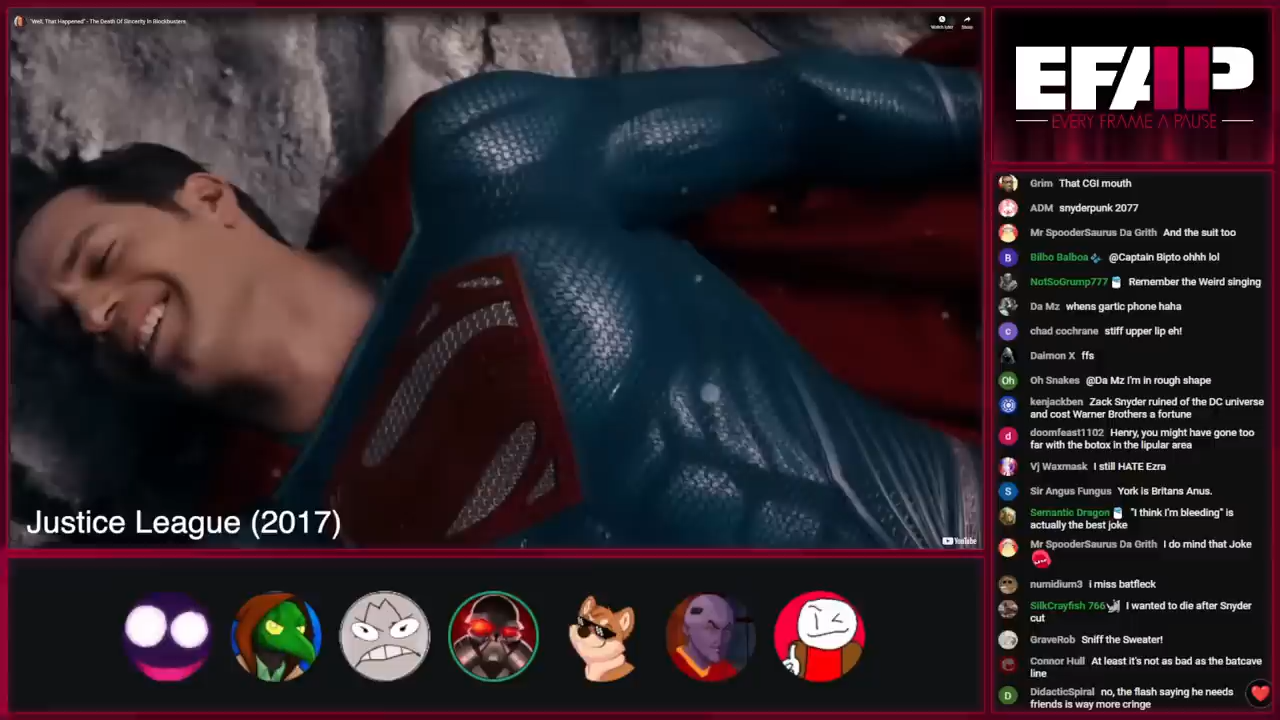 "Well, That Happened" - The Death Of Sincerity In Blockbusters
Watch later
Share
Justice League (2017)
YouTube
EFAP
EVERY FRAME A PAUSE
Grim That CGI mouth
ADM snyderpunk 2077
Mr SpooderSaurus Da Grith And the suit too
B
Bilbo Balboa @Captain Bipto ohhh lol
NotSoGrump777 Remember the Weird singing
Da Mz whens gartic phone haha
c
chad cochrane stiff upper lip eh!
Daimon X ffs
Oh
Oh Snakes @Da Mz I'm in rough shape
kenjackben Zack Snyder ruined of the DC universe
and cost Warner Brothers a fortune
d
doomfeast1102 Henry, you might have gone too
far with the botox in the lipular area
Vj Waxmask I still HATE Ezra
S
Sir Angus Fungus York is Britans Anus.
Semantic Dragon "I think I'm bleeding" is
actually the best joke
Mr SpooderSaurus Da Grith I do mind that Joke
numidium3 i miss batfleck
SilkCrayfish 766 I wanted to die after Snyder
cut
GraveRob Sniff the Sweater!
Connor Hull At least it's not as bad as the batcave
line
D
DidacticSpiral no, the flash saying he needs
friends is way more cringe